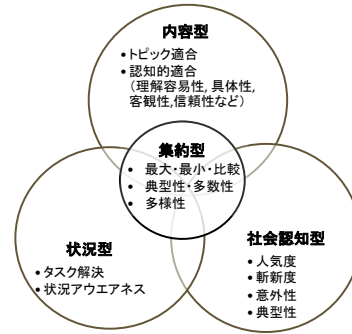 内容型
•トピック適合
•認知的適合
（理解容易性, 具体性,
客観性,信頼性など）
集約型
• 最大・最小・比較
• 典型性・多数性
• 多様性
状況型
•タスク解決
•状況アウエアネス
社会認知型
• 人気度
• 斬新度
• 意外性
• 典型性